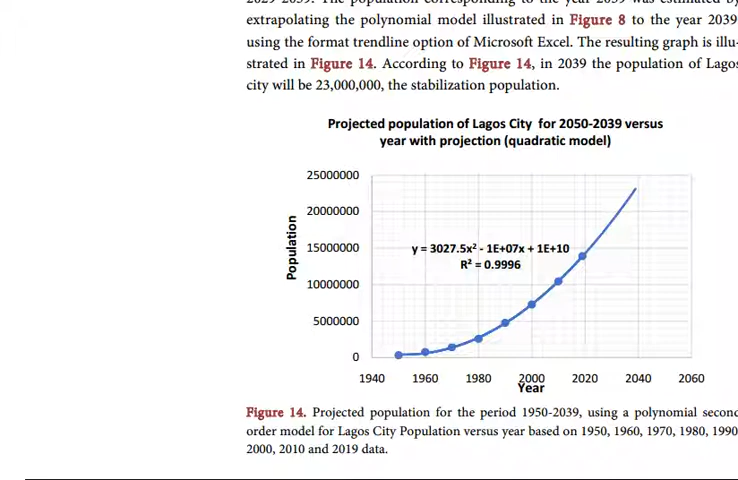 extrapolating the polynomial model illustrated in Figure 8 to the year 2039
using the format trendline option of Microsoft Excel. The resulting graph is illu-
strated in Figure 14. According to Figure 14, in 2039 the population of Lagos
city will be 23,000,000, the stabilization population.
Projected population of Lagos City for 2050-2039 versus
year with projection (quadratic model)
25000000
20000000
15000000
10000000
5000000
0
Population
y = 3027.5x² - 1E+07x + 1E+10
R² = 0.9996
1940 1960 1980 2000 2020 2040 2060
Year
Figure 14. Projected population for the period 1950-2039, using a polynomial second
order model for Lagos City Population versus year based on 1950, 1960, 1970, 1980, 1990
2000, 2010 and 2019 data.